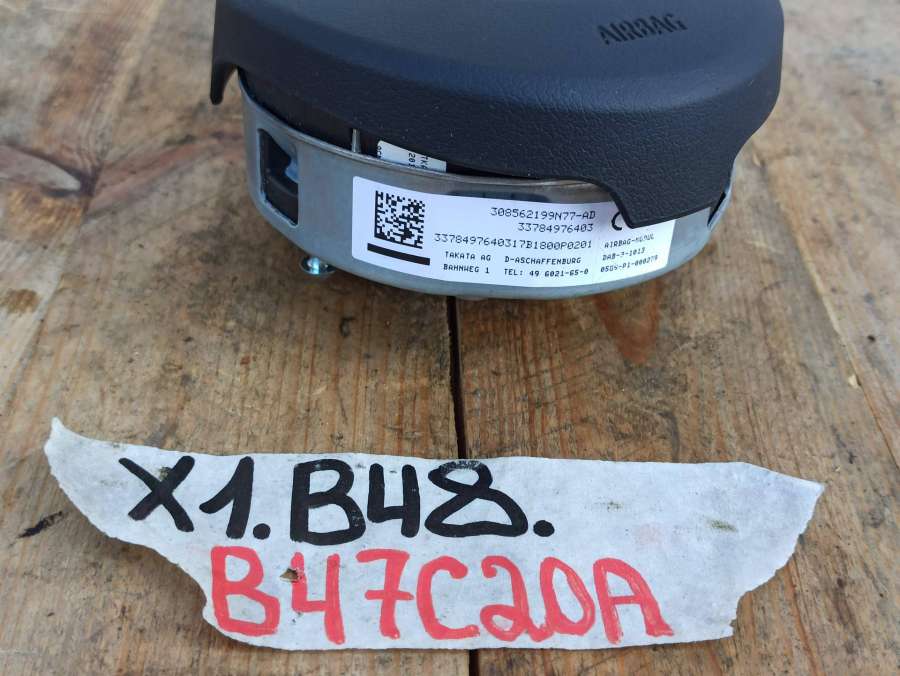 AIRBAG
308562199N77-AD
33784976403
3378497640317B1800P0201
TAKATA AG D-ASCHAFFENBURG
BAHNWEG 1 TEL: 49 6021-65-0
AIRBAG-MODUL
DAB-7-1013
X1.B48.
B47C20A